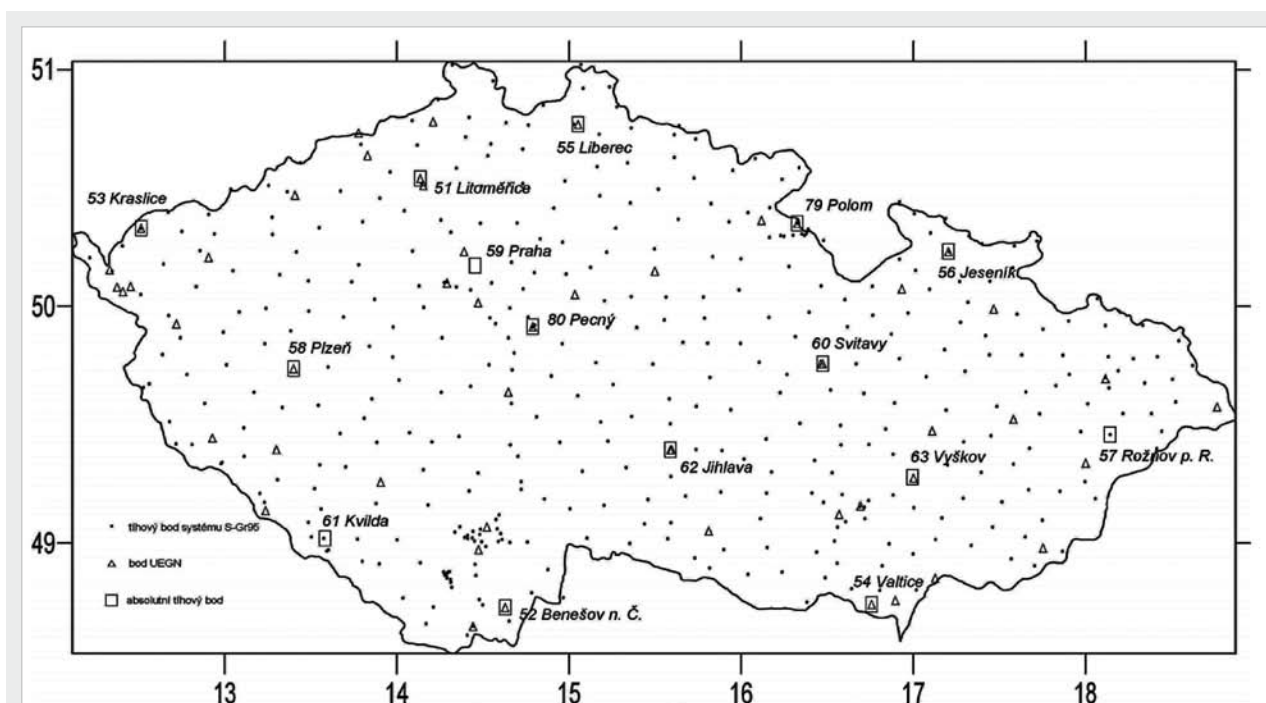 51
55 Liberec
51 Litoměřice
53 Kraslice
79 Polom
59 Praha
56 Jeseník
50
80 Pecný
58 Plzeň
60 Svitavy
62 Jihlava
63 Vyškov
57 Rožnov p. R.
61 Kvilda
tíhový bod systému S-Gr95
49
bod UEGN
54 Valtice
absolutní tíhový bod
52 Benešov n. Č.
13 14 15 16 17 18